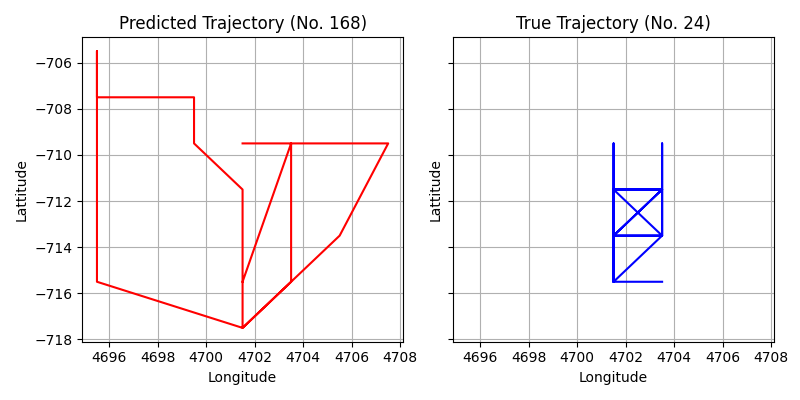 Predicted Trajectory (No. 168)
True Trajectory (No. 24)
−706
−708
−710
−712
−714
−716
−718
Lattitude
Lattitude
4696 4698 4700 4702 4704 4706 4708
4696 4698 4700 4702 4704 4706 4708
Longitude
Longitude